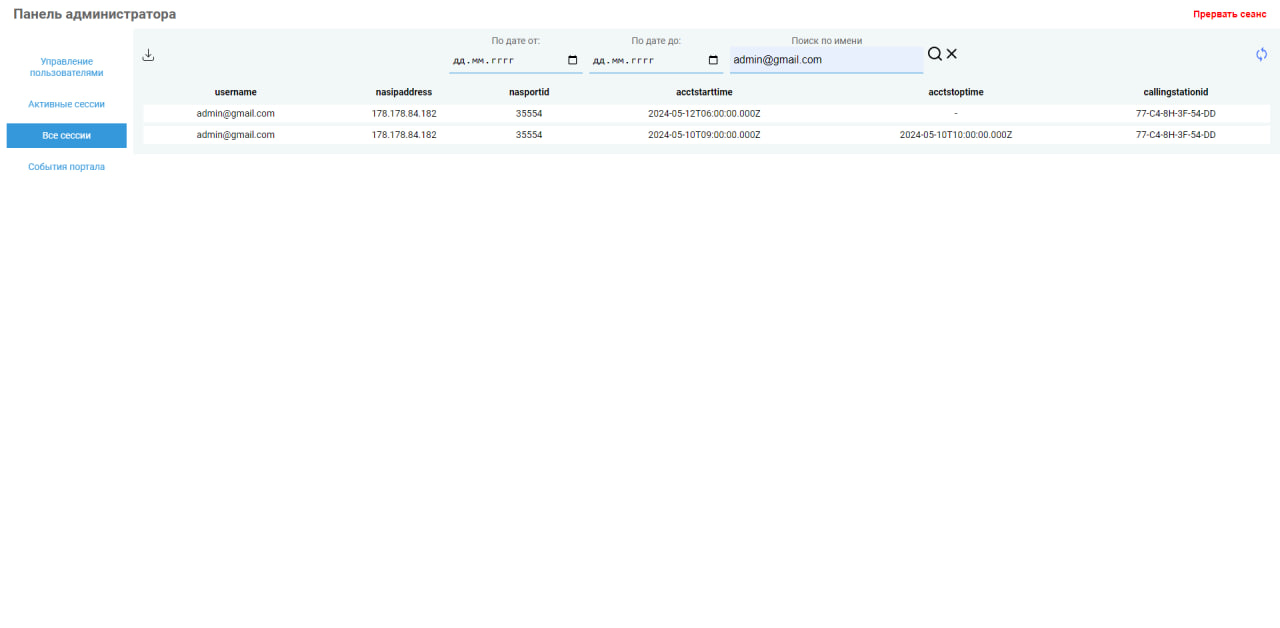 Панель администратора
Прервать сеанс
Управление
пользователями
Активные сессии
Все сессии
События портала
По дате от:
дд.мм.гггг
По дате до:
дд.мм.гггг
Поиск по имени
admin@gmail.com
username nasipaddress nasportid acctstarttime acctstoptime callingstationid
admin@gmail.com 178.178.84.182 35554 2024-05-12T06:00:00.000Z - 77-C4-8H-3F-54-DD
admin@gmail.com 178.178.84.182 35554 2024-05-10T09:00:00.000Z 2024-05-10T10:00:00.000Z 77-C4-8H-3F-54-DD